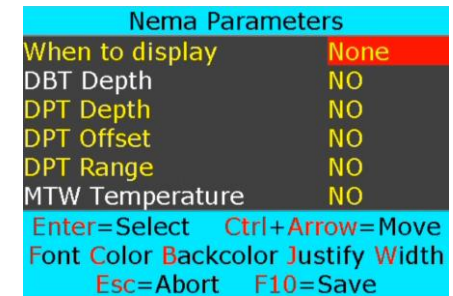 Nema Parameters
When to display None
DBT Depth NO
DPT Depth NO
DPT Offset NO
DPT Range NO
MTW Temperature NO
Enter=Select Ctrl+Arrow=Move
Font Color Backcolor Justify Width
Esc=Abort F10=Save